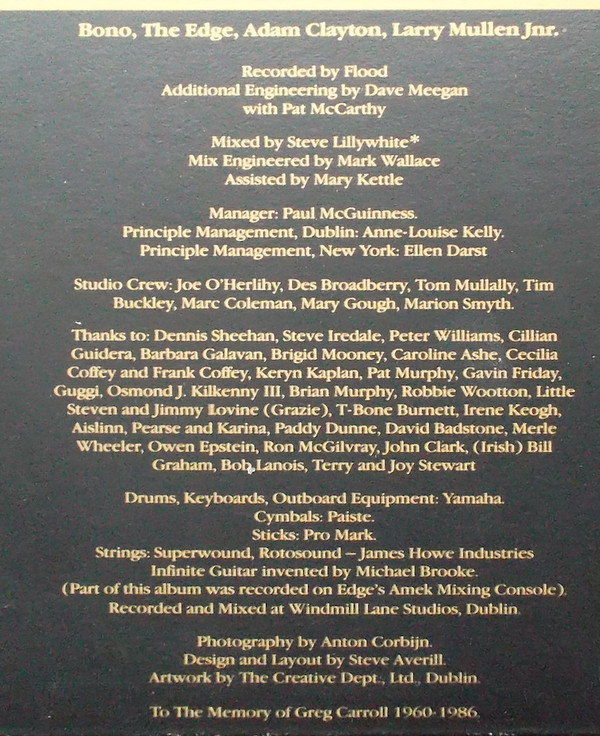 Bono, The Edge, Adam Clayton, Larry Mullen Jnr.
Recorded by Flood
Additional Engineering by Dave Meegan
with Pat McCarthy
Mixed by Steve Lillywhite*
Mix Engineered by Mark Wallace
Assisted by Mary Kettle
Manager: Paul McGuinness.
Principle Management, Dublin: Anne-Louise Kelly.
Principle Management, New York: Ellen Darst
Studio Crew: Joe O'Herlihy, Des Broadberry, Tom Mullally, Tim
Buckley, Marc Coleman, Mary Gough, Marion Smyth.
Thanks to: Dennis Sheehan, Steve Iredale, Peter Williams, Cillian
Guidera, Barbara Galavan, Brigid Mooney, Caroline Ashe, Cecilia
Coffey and Frank Coffey, Keryn Kaplan, Pat Murphy, Gavin Friday,
Guggi, Osmond J. Kilkenny III, Brian Murphy, Robbie Wootton, Little
Steven and Jimmy Iovine (Grazie), T-Bone Burnett, Irene Keogh,
Aislinn, Pearse and Karina, Paddy Dunne, David Badstone, Merle
Wheeler, Owen Epstein, Ron McGilvray, John Clark, (Irish) Bill
Graham, Bob Lanois, Terry and Joy Stewart
Drums, Keyboards, Outboard Equipment: Yamaha.
Cymbals: Paiste.
Sticks: Pro Mark.
Strings: Superwound, Rotosound – James Howe Industries
Infinite Guitar invented by Michael Brooke.
(Part of this album was recorded on Edge's Amek Mixing Console).
Recorded and Mixed at Windmill Lane Studios, Dublin.
Photography by Anton Corbijn.
Design and Layout by Steve Averill.
Artwork by The Creative Dept., Ltd., Dublin.
To The Memory of Greg Carroll 1960-1986.